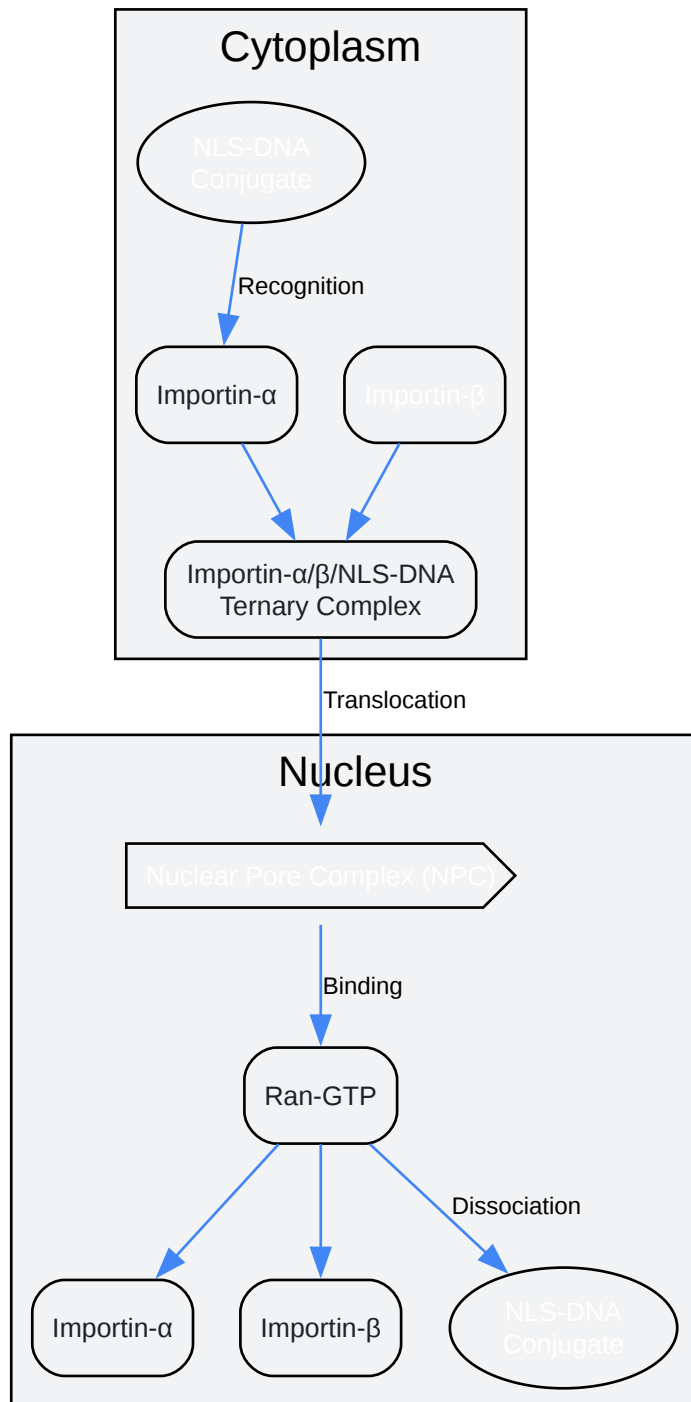 Cytoplasm
NLS-DNA
Conjugate
Recognition
Importin-α
Importin-β
Importin-α/β/NLS-DNA
Ternary Complex
Translocation
Nucleus
Nuclear Pore Complex (NPC)
Binding
Ran-GTP
Dissociation
Importin-α
Importin-β
NLS-DNA
Conjugate